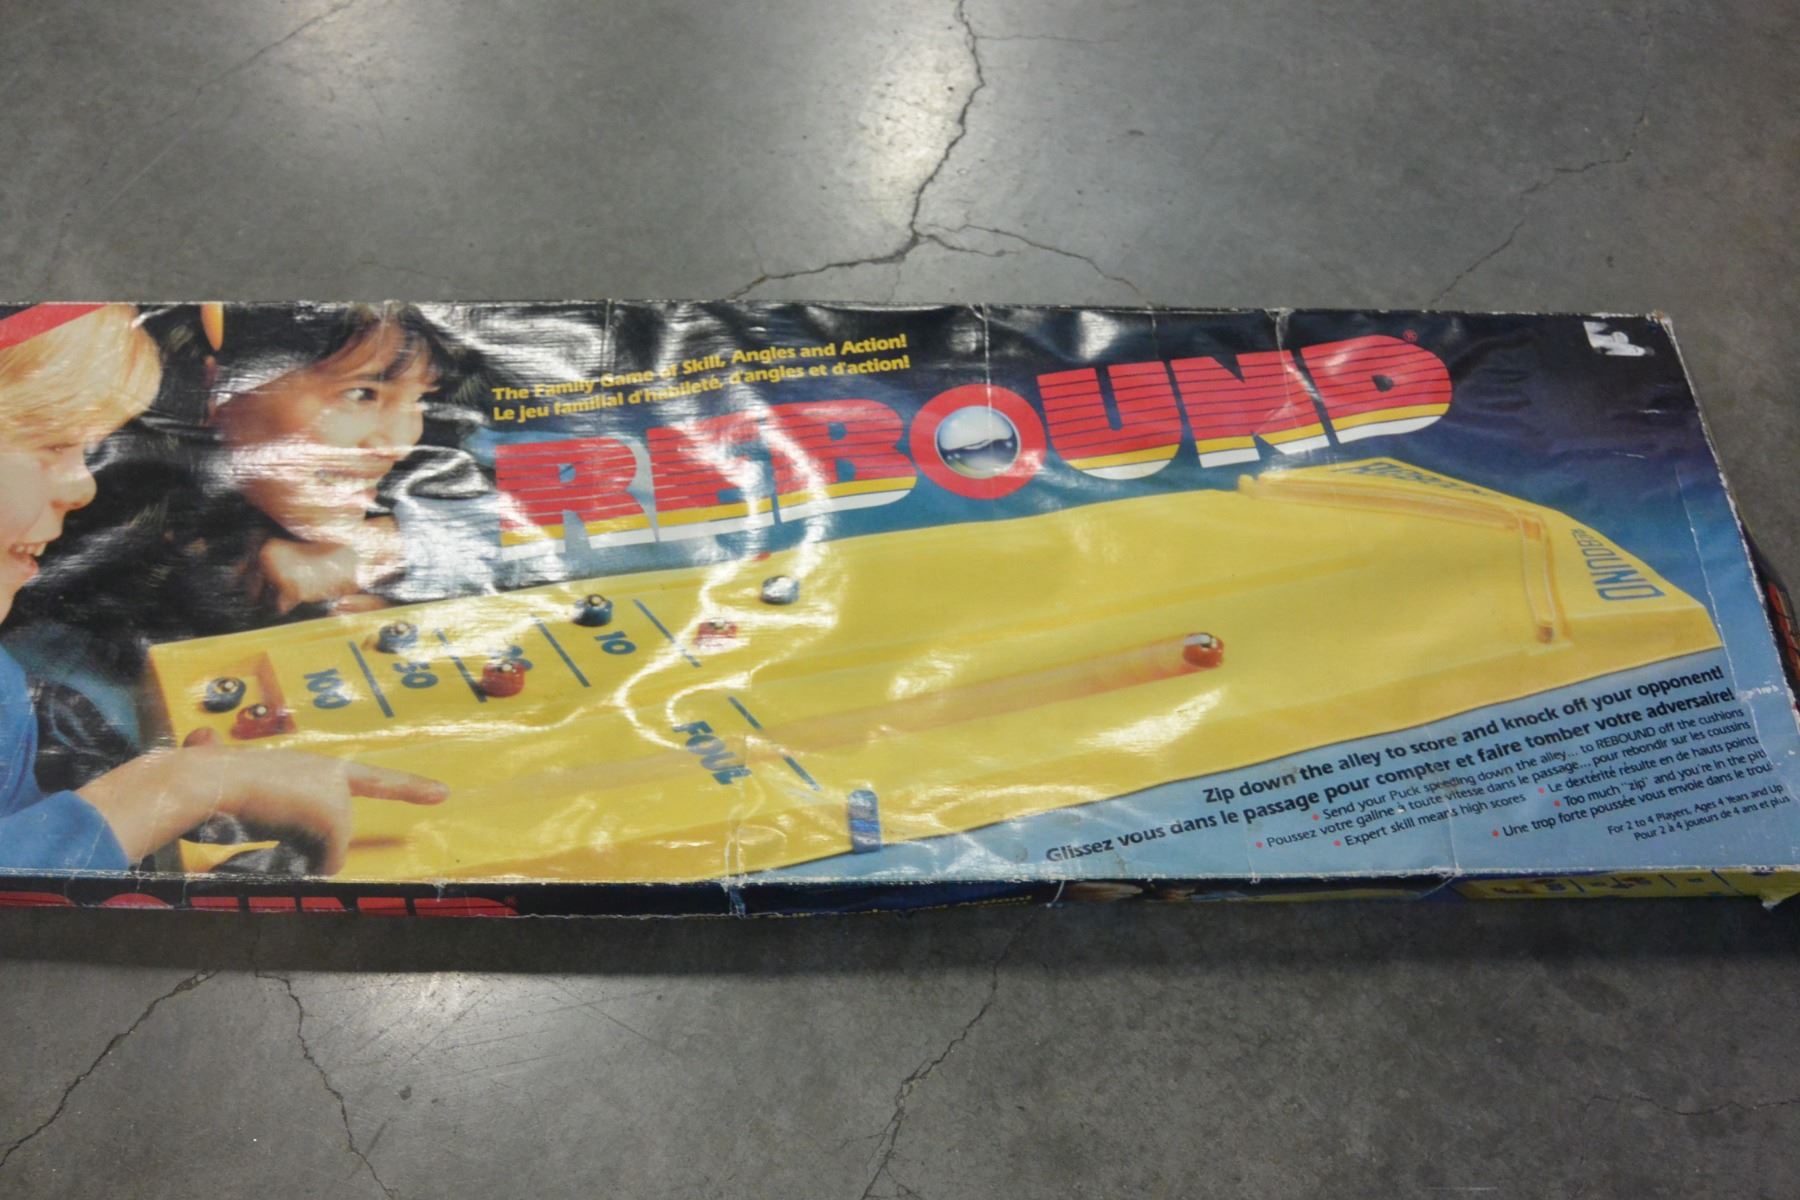 The Family Game of Skill, Angles and Action!
Le jeu familial d'habileté, d'angles et d'action!
REBOUND®
REBOUND
REBOUND
10
30
50
100
FOUL
Zip down the alley to score and knock off your opponent!
Glissez vous dans le passage pour compter et faire tomber votre adversaire!
• Send your Puck speeding down the alley... to REBOUND off the cushions
• Poussez votre galine à toute vitesse dans le passage... pour rebondir sur les coussins
• Expert skill means high scores • Le dextérité résulte en de hauts points
• Too much "zip" and you're in the pit!
• Une trop forte poussée vous envoie dans le trou!
For 2 to 4 Players, Ages 4 Years and Up
Pour 2 à 4 joueurs de 4 ans et plus